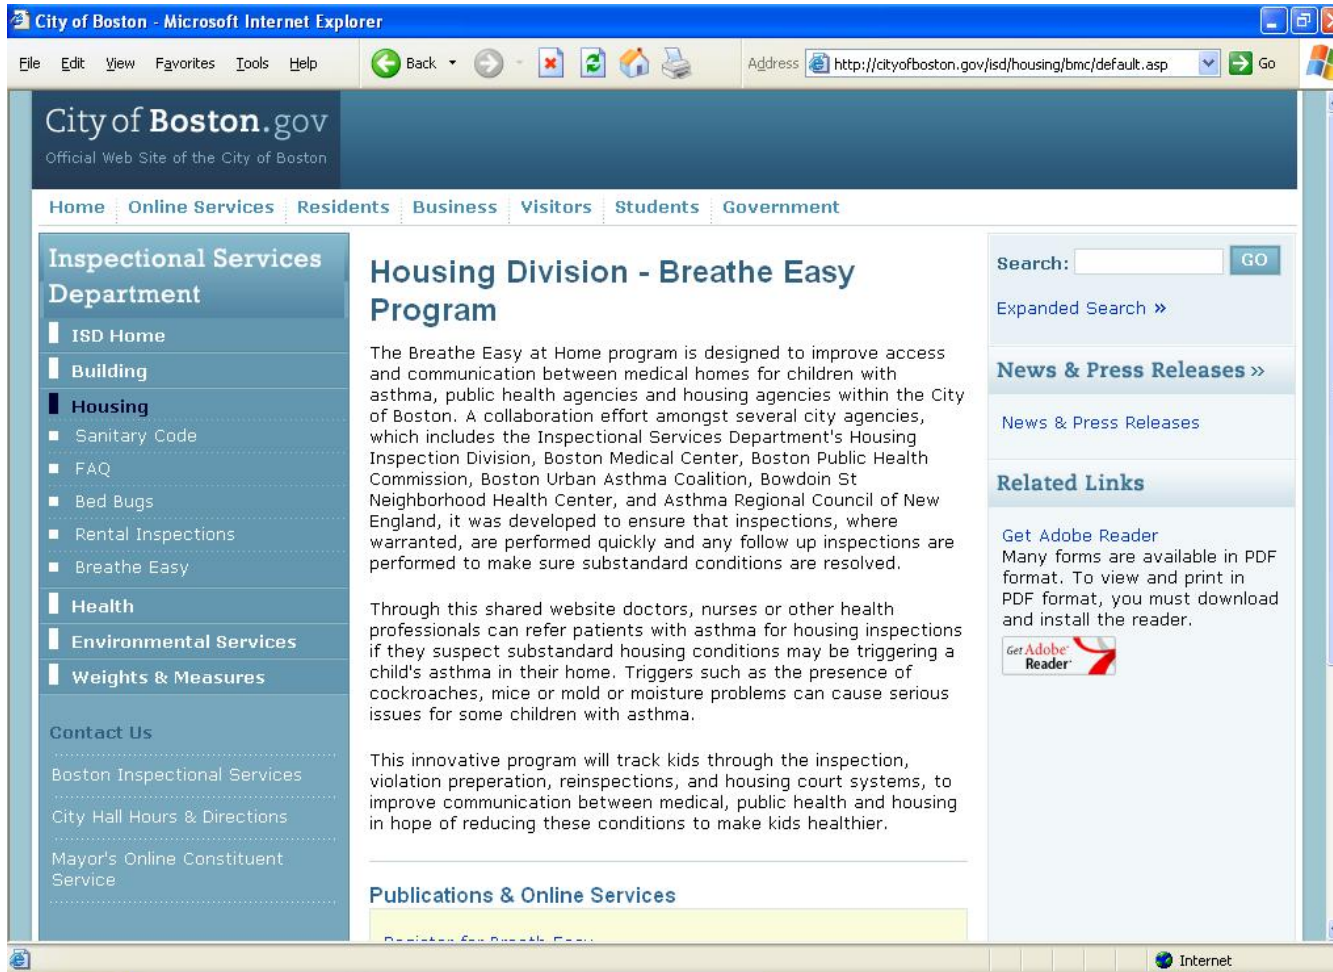 City of Boston - Microsoft Internet Explorer
File Edit View Favorites Tools Help
Back
Address http://cityofboston.gov/isd/housing/bmc/default.asp Go
City of Boston.gov
Official Web Site of the City of Boston
Home Online Services Residents Business Visitors Students Government
Inspectional Services
Department
ISD Home
Building
Housing
Sanitary Code
FAQ
Bed Bugs
Rental Inspections
Breathe Easy
Health
Environmental Services
Weights & Measures
Contact Us
Boston Inspectional Services
City Hall Hours & Directions
Mayor's Online Constituent
Service
Housing Division - Breathe Easy
Program
The Breathe Easy at Home program is designed to improve access
and communication between medical homes for children with
asthma, public health agencies and housing agencies within the City
of Boston. A collaboration effort amongst several city agencies,
which includes the Inspectional Services Department's Housing
Inspection Division, Boston Medical Center, Boston Public Health
Commission, Boston Urban Asthma Coalition, Bowdoin St
Neighborhood Health Center, and Asthma Regional Council of New
England, it was developed to ensure that inspections, where
warranted, are performed quickly and any follow up inspections are
performed to make sure substandard conditions are resolved.
Through this shared website doctors, nurses or other health
professionals can refer patients with asthma for housing inspections
if they suspect substandard housing conditions may be triggering a
child's asthma in their home. Triggers such as the presence of
cockroaches, mice or mold or moisture problems can cause serious
issues for some children with asthma.
This innovative program will track kids through the inspection,
violation preperation, reinspections, and housing court systems, to
improve communication between medical, public health and housing
in hope of reducing these conditions to make kids healthier.
Publications & Online Services
Register for Breath Easy
Search: GO
Expanded Search »
News & Press Releases »
News & Press Releases
Related Links
Get Adobe Reader
Many forms are available in PDF
format. To view and print in
PDF format, you must download
and install the reader.
Get Adobe
Reader
Internet